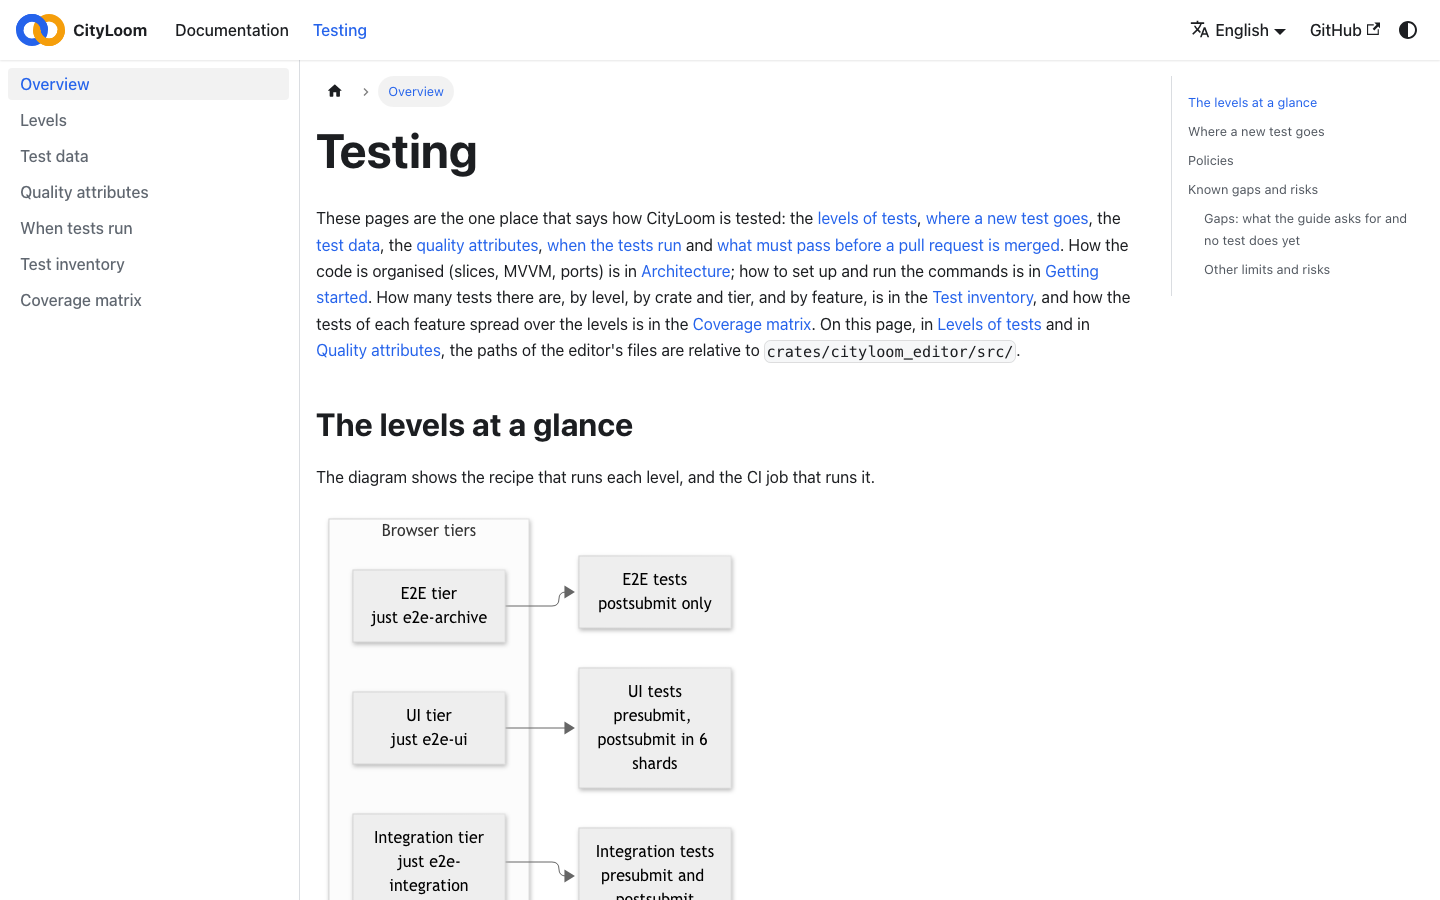 CityLoom
Documentation
Testing
English
GitHub
Overview
Levels
Test data
Quality attributes
When tests run
Test inventory
Coverage matrix
Overview
Testing
These pages are the one place that says how CityLoom is tested: the levels of tests, where a new test goes, the
test data, the quality attributes, when the tests run and what must pass before a pull request is merged. How the
code is organised (slices, MVVM, ports) is in Architecture; how to set up and run the commands is in Getting
started. How many tests there are, by level, by crate and tier, and by feature, is in the Test inventory, and how the
tests of each feature spread over the levels is in the Coverage matrix. On this page, in Levels of tests and in
Quality attributes, the paths of the editor's files are relative to crates/cityloom_editor/src/.
The levels at a glance
The diagram shows the recipe that runs each level, and the CI job that runs it.
Browser tiers
E2E tier
just e2e-archive
E2E tests
postsubmit only
UI tier
just e2e-ui
UI tests
presubmit,
postsubmit in 6
shards
Integration tier
just e2e-
integration
Integration tests
presubmit and
postsubmit
The levels at a glance
Where a new test goes
Policies
Known gaps and risks
Gaps: what the guide asks for and
no test does yet
Other limits and risks